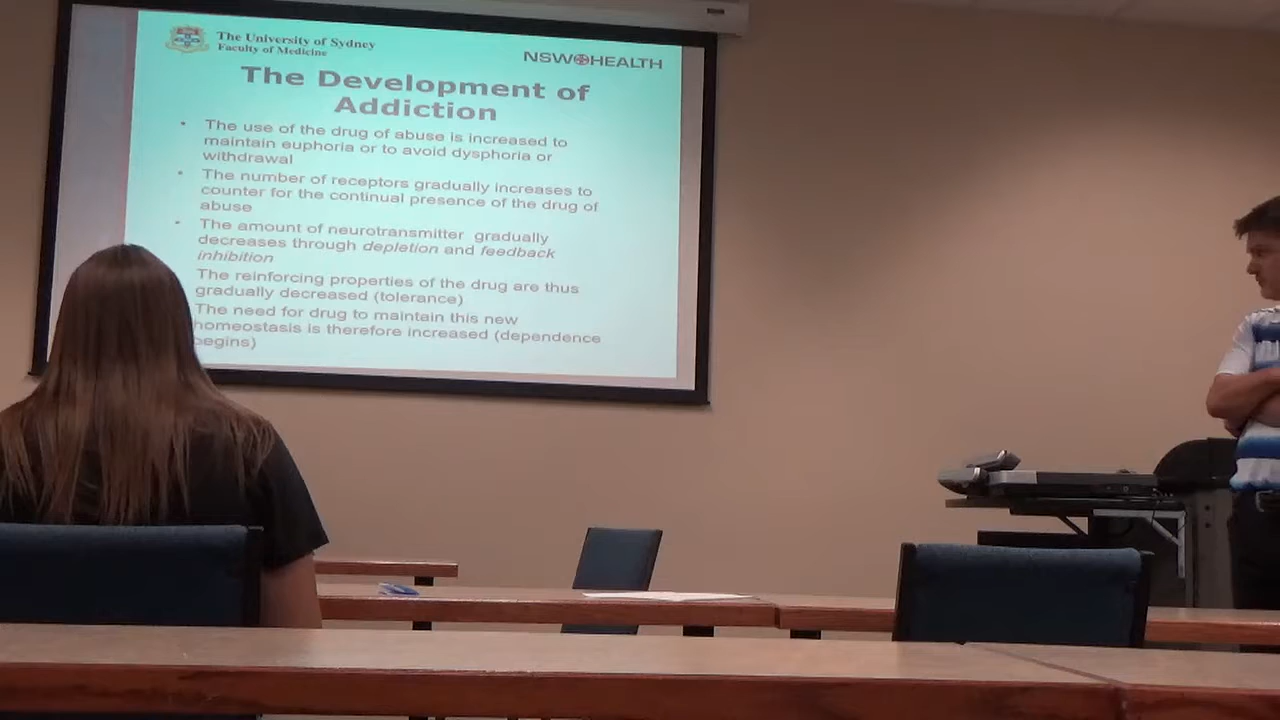 The University of Sydney
Faculty of Medicine
NSW HEALTH
The Development of
Addiction
• The use of the drug of abuse is increased to
maintain euphoria or to avoid dysphoria or
withdrawal
• The number of receptors gradually increases to
counter for the continual presence of the drug of
abuse
• The amount of neurotransmitter gradually
decreases through depletion and feedback
inhibition
The reinforcing properties of the drug are thus
gradually decreased (tolerance)
The need for drug to maintain this new
homeostasis is therefore increased (dependence
begins)